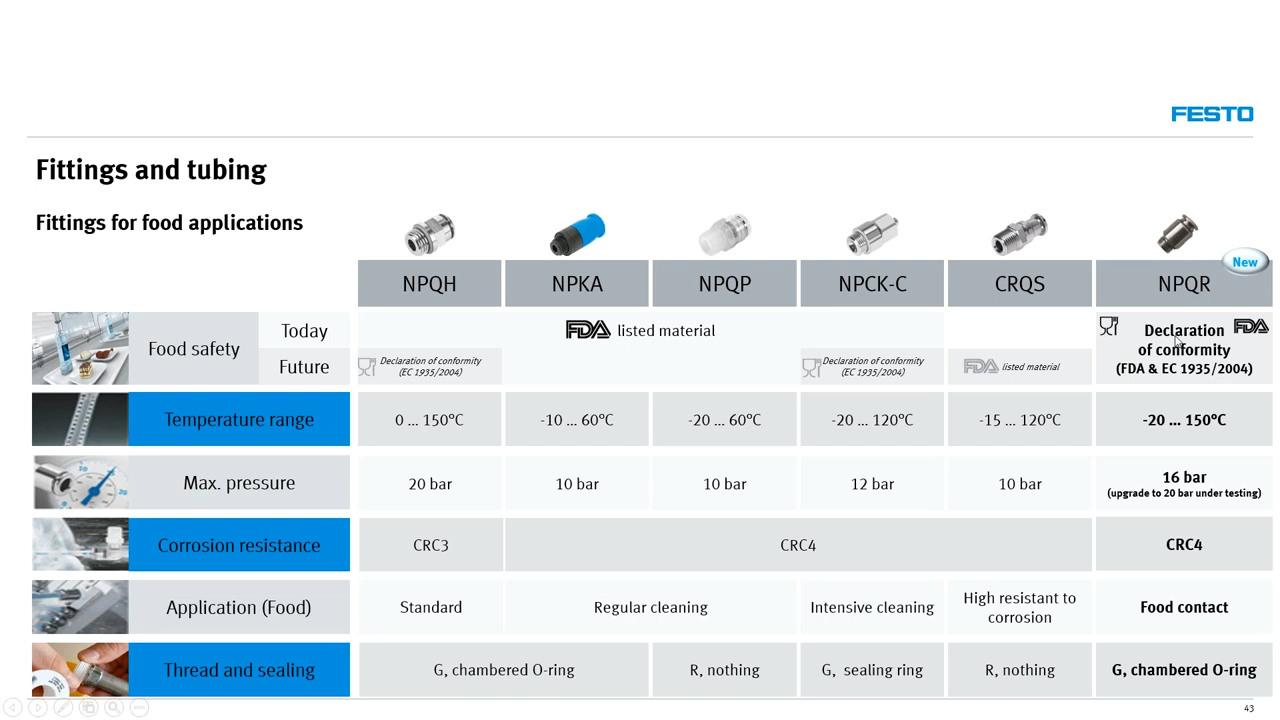 FESTO
Fittings and tubing
Fittings for food applications
New
NPQH
NPKA
NPQP
NPCK-C
CRQS
NPQR
Food safety
Today
Future
FDA listed material
Declaration
of conformity
(FDA & EC 1935/2004)
FDA
Declaration of conformity
(EC 1935/2004)
Declaration of conformity
(EC 1935/2004)
FDA listed material
Temperature range
0 ... 150°C
-10 ... 60°C
-20 ... 60°C
-20 ... 120°C
-15 ... 120°C
-20 ... 150°C
Max. pressure
20 bar
10 bar
10 bar
12 bar
10 bar
16 bar
(upgrade to 20 bar under testing)
Corrosion resistance
CRC3
CRC4
CRC4
Application (Food)
Standard
Regular cleaning
Intensive cleaning
High resistant to
corrosion
Food contact
Thread and sealing
G, chambered O-ring
R, nothing
G, sealing ring
R, nothing
G, chambered O-ring
43